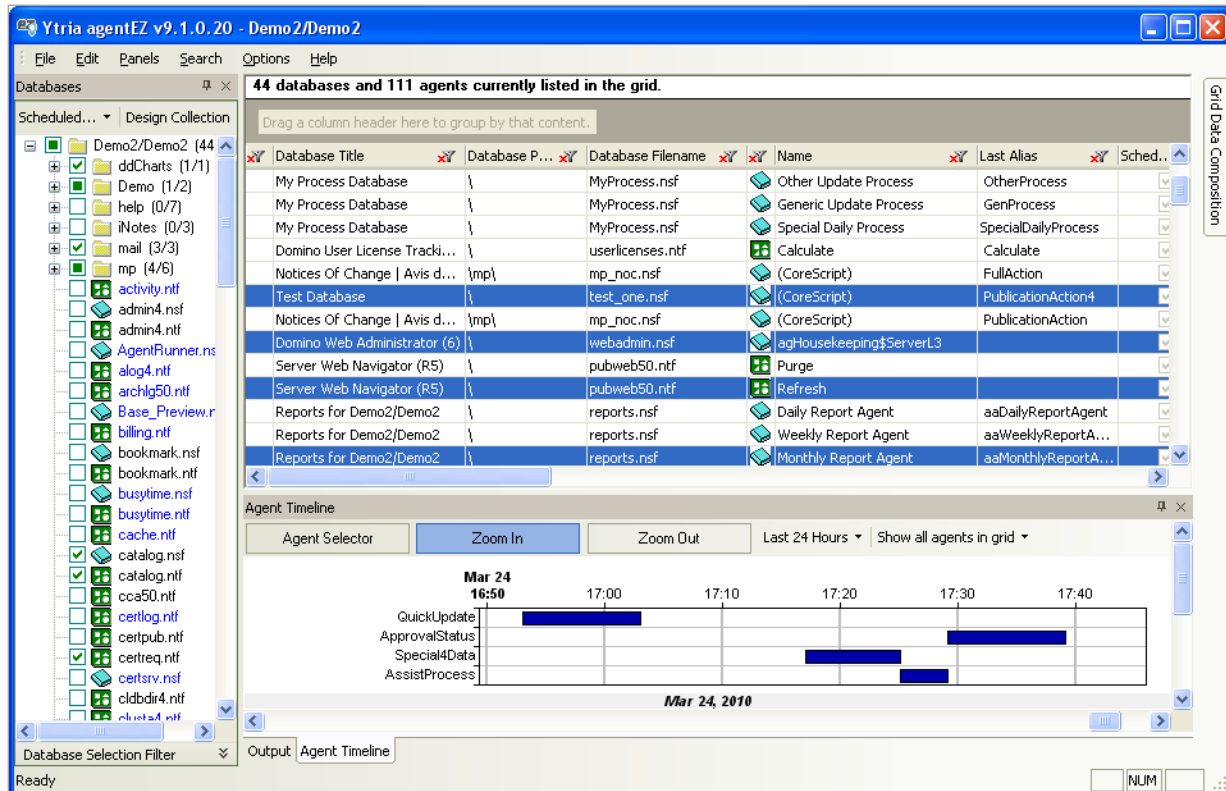 Ytria agentEZ v9.1.0.20 - Demo2/Demo2
File Edit Panels Search Options Help
Databases
Scheduled... Design Collection
Demo2/Demo2 (44
ddCharts (1/1)
Demo (1/2)
help (0/7)
iNotes (0/3)
mail (3/3)
mp (4/6)
activity.ntf
admin4.nsf
admin4.ntf
AgentRunner.ns
alog4.ntf
archlg50.ntf
Base_Preview.r
billing.ntf
bookmark.nsf
bookmark.ntf
busytime.nsf
busytime.ntf
cache.ntf
catalog.nsf
catalog.ntf
cca50.ntf
certlog.ntf
certpub.ntf
certreq.ntf
certsrv.nsf
cldbdir4.ntf
clusta4.ntf
Database Selection Filter
44 databases and 111 agents currently listed in the grid.
Drag a column header here to group by that content.
Database Title Database P... Database Filename Name Last Alias Sched..
My Process Database \ MyProcess.nsf Other Update Process OtherProcess
My Process Database \ MyProcess.nsf Generic Update Process GenProcess
My Process Database \ MyProcess.nsf Special Daily Process SpecialDailyProcess
Domino User License Tracki... \ userlicenses.ntf Calculate Calculate
Notices Of Change | Avis d... \mp\ mp_noc.nsf (CoreScript) FullAction
Test Database \ test_one.nsf (CoreScript) PublicationAction4
Notices Of Change | Avis d... \mp\ mp_noc.nsf (CoreScript) PublicationAction
Domino Web Administrator (6) \ webadmin.nsf agHousekeeping$ServerL3
Server Web Navigator (R5) \ pubweb50.ntf Purge
Server Web Navigator (R5) \ pubweb50.ntf Refresh
Reports for Demo2/Demo2 \ reports.nsf Daily Report Agent aaDailyReportAgent
Reports for Demo2/Demo2 \ reports.nsf Weekly Report Agent aaWeeklyReportA...
Reports for Demo2/Demo2 \ reports.nsf Monthly Report Agent aaMonthlyReportA...
Grid Data Composition
Agent Timeline
Agent Selector Zoom In Zoom Out Last 24 Hours Show all agents in grid
Mar 24
16:50 17:00 17:10 17:20 17:30 17:40
QuickUpdate
ApprovalStatus
Special4Data
AssistProcess
Mar 24, 2010
Output Agent Timeline
Ready NUM